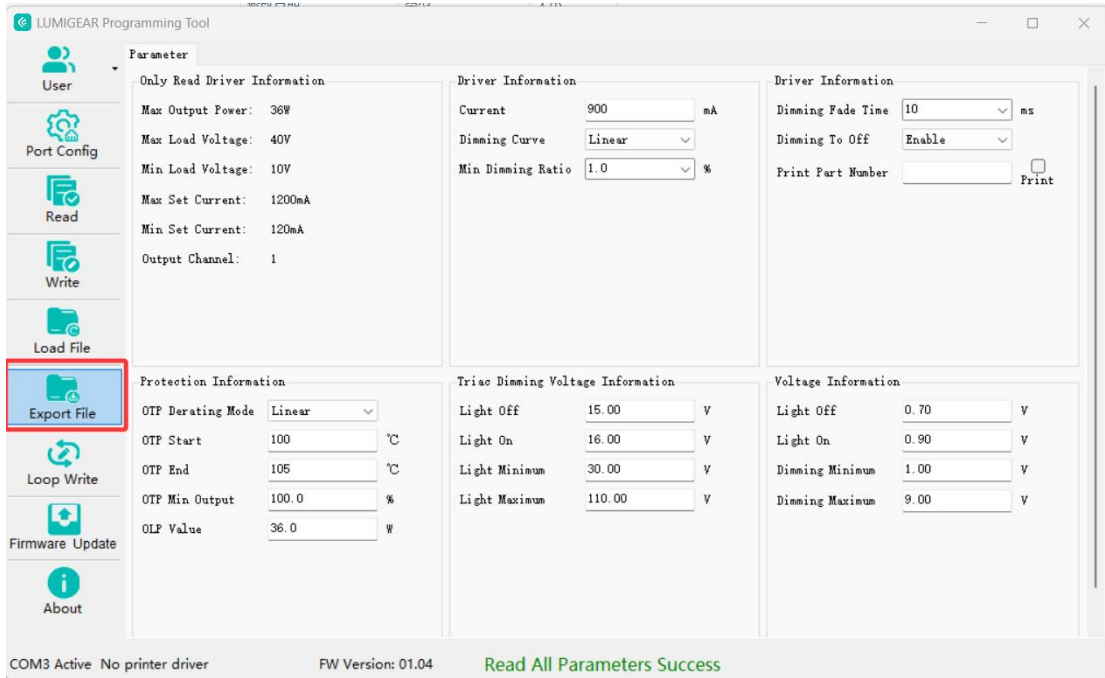 LUMIGEAR Programming Tool
User
Port Config
Read
Write
Load File
Export File
Loop Write
Firmware Update
About
Parameter
Only Read Driver Information
Max Output Power: 36W
Max Load Voltage: 40V
Min Load Voltage: 10V
Max Set Current: 1200mA
Min Set Current: 120mA
Output Channel: 1
Driver Information
Current 900 mA
Dimming Curve Linear
Min Dimming Ratio 1.0 %
Driver Information
Dimming Fade Time 10 ms
Dimming To Off Enable
Print Part Number Print
Protection Information
OTP Derating Mode Linear
OTP Start 100 ℃
OTP End 105 ℃
OTP Min Output 100.0 %
OLP Value 36.0 W
Triac Dimming Voltage Information
Light Off 15.00 V
Light On 16.00 V
Light Minimum 30.00 V
Light Maximum 110.00 V
Voltage Information
Light Off 0.70 V
Light On 0.90 V
Dimming Minimum 1.00 V
Dimming Maximum 9.00 V
COM3 Active No printer driver FW Version: 01.04 Read All Parameters Success